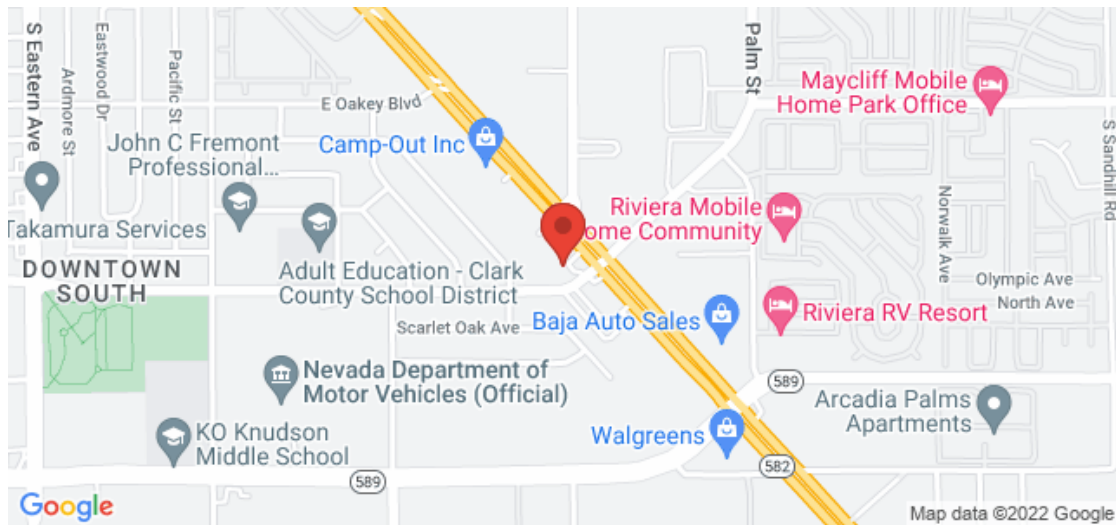 S Eastern Ave
Ardmore St
Eastwood Dr
Pacific St
E Oakey Blvd
Palm St
Maycliff Mobile
Home Park Office
S Sandhill Rd
John C Fremont
Professional...
Camp-Out Inc
Takamura Services
Riviera Mobile
ome Community
Norwalk Ave
DOWNTOWN
SOUTH
Adult Education - Clark
County School District
Olympic Ave
North Ave
Scarlet Oak Ave
Baja Auto Sales
Riviera RV Resort
Nevada Department of
Motor Vehicles (Official)
589
Arcadia Palms
Apartments
KO Knudson
Middle School
Walgreens
589
582
Google
Map data ©2022 Google